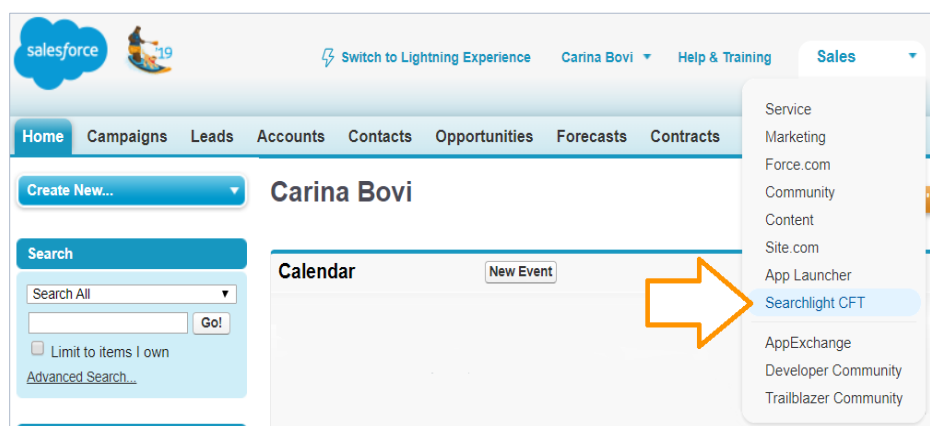 salesforce
'19
Switch to Lightning Experience
Carina Bovi
Help & Training
Sales
Home
Campaigns
Leads
Accounts
Contacts
Opportunities
Forecasts
Contracts
Service
Marketing
Force.com
Community
Content
Site.com
App Launcher
Searchlight CFT
AppExchange
Developer Community
Trailblazer Community
Create New...
Carina Bovi
Search
Search All
Go!
Limit to items I own
Advanced Search...
Calendar
New Event